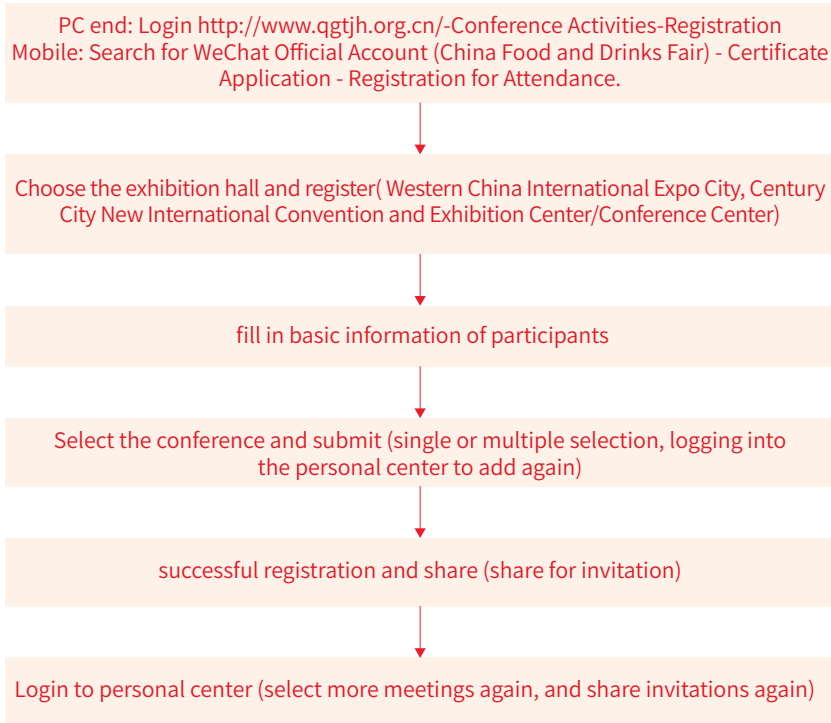 PC end: Login http://www.qgtjh.org.cn/-Conference Activities-Registration
Mobile: Search for WeChat Official Account (China Food and Drinks Fair) - Certificate
Application - Registration for Attendance.
Choose the exhibition hall and register( Western China International Expo City, Century
City New International Convention and Exhibition Center/Conference Center)
fill in basic information of participants
Select the conference and submit (single or multiple selection, logging into
the personal center to add again)
successful registration and share (share for invitation)
Login to personal center (select more meetings again, and share invitations again)